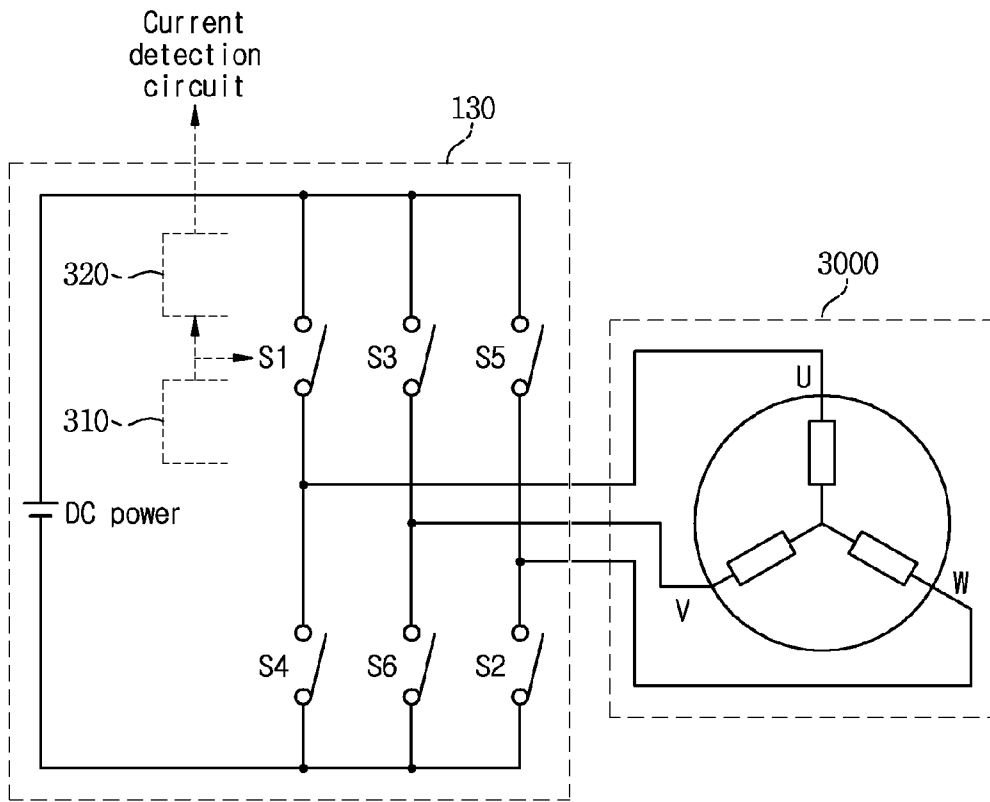 Current
detection
circuit
130
320
3000
S1
S3
S5
U
310
DC power
V
W
S4
S6
S2